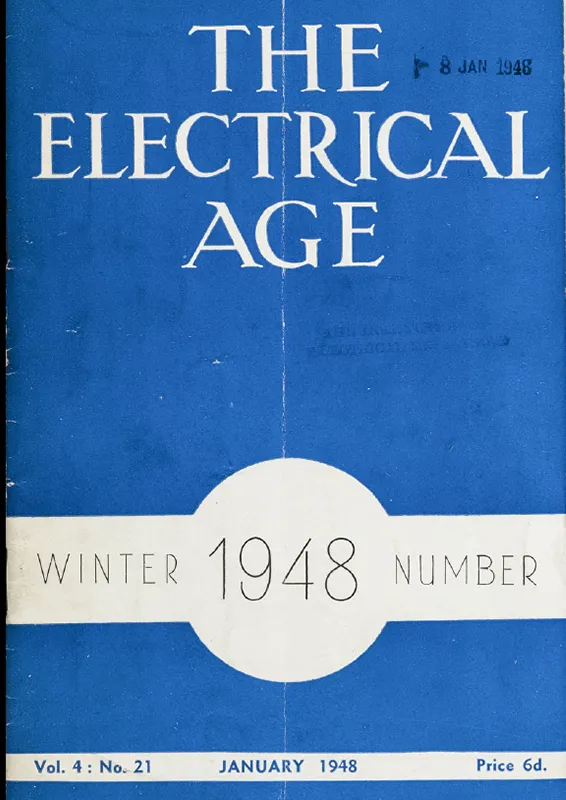 THE
8 JAN 1948
ELECTRICAL
AGE
WINTER 1948 NUMBER
Vol. 4 : No. 21 JANUARY 1948 Price 6d.